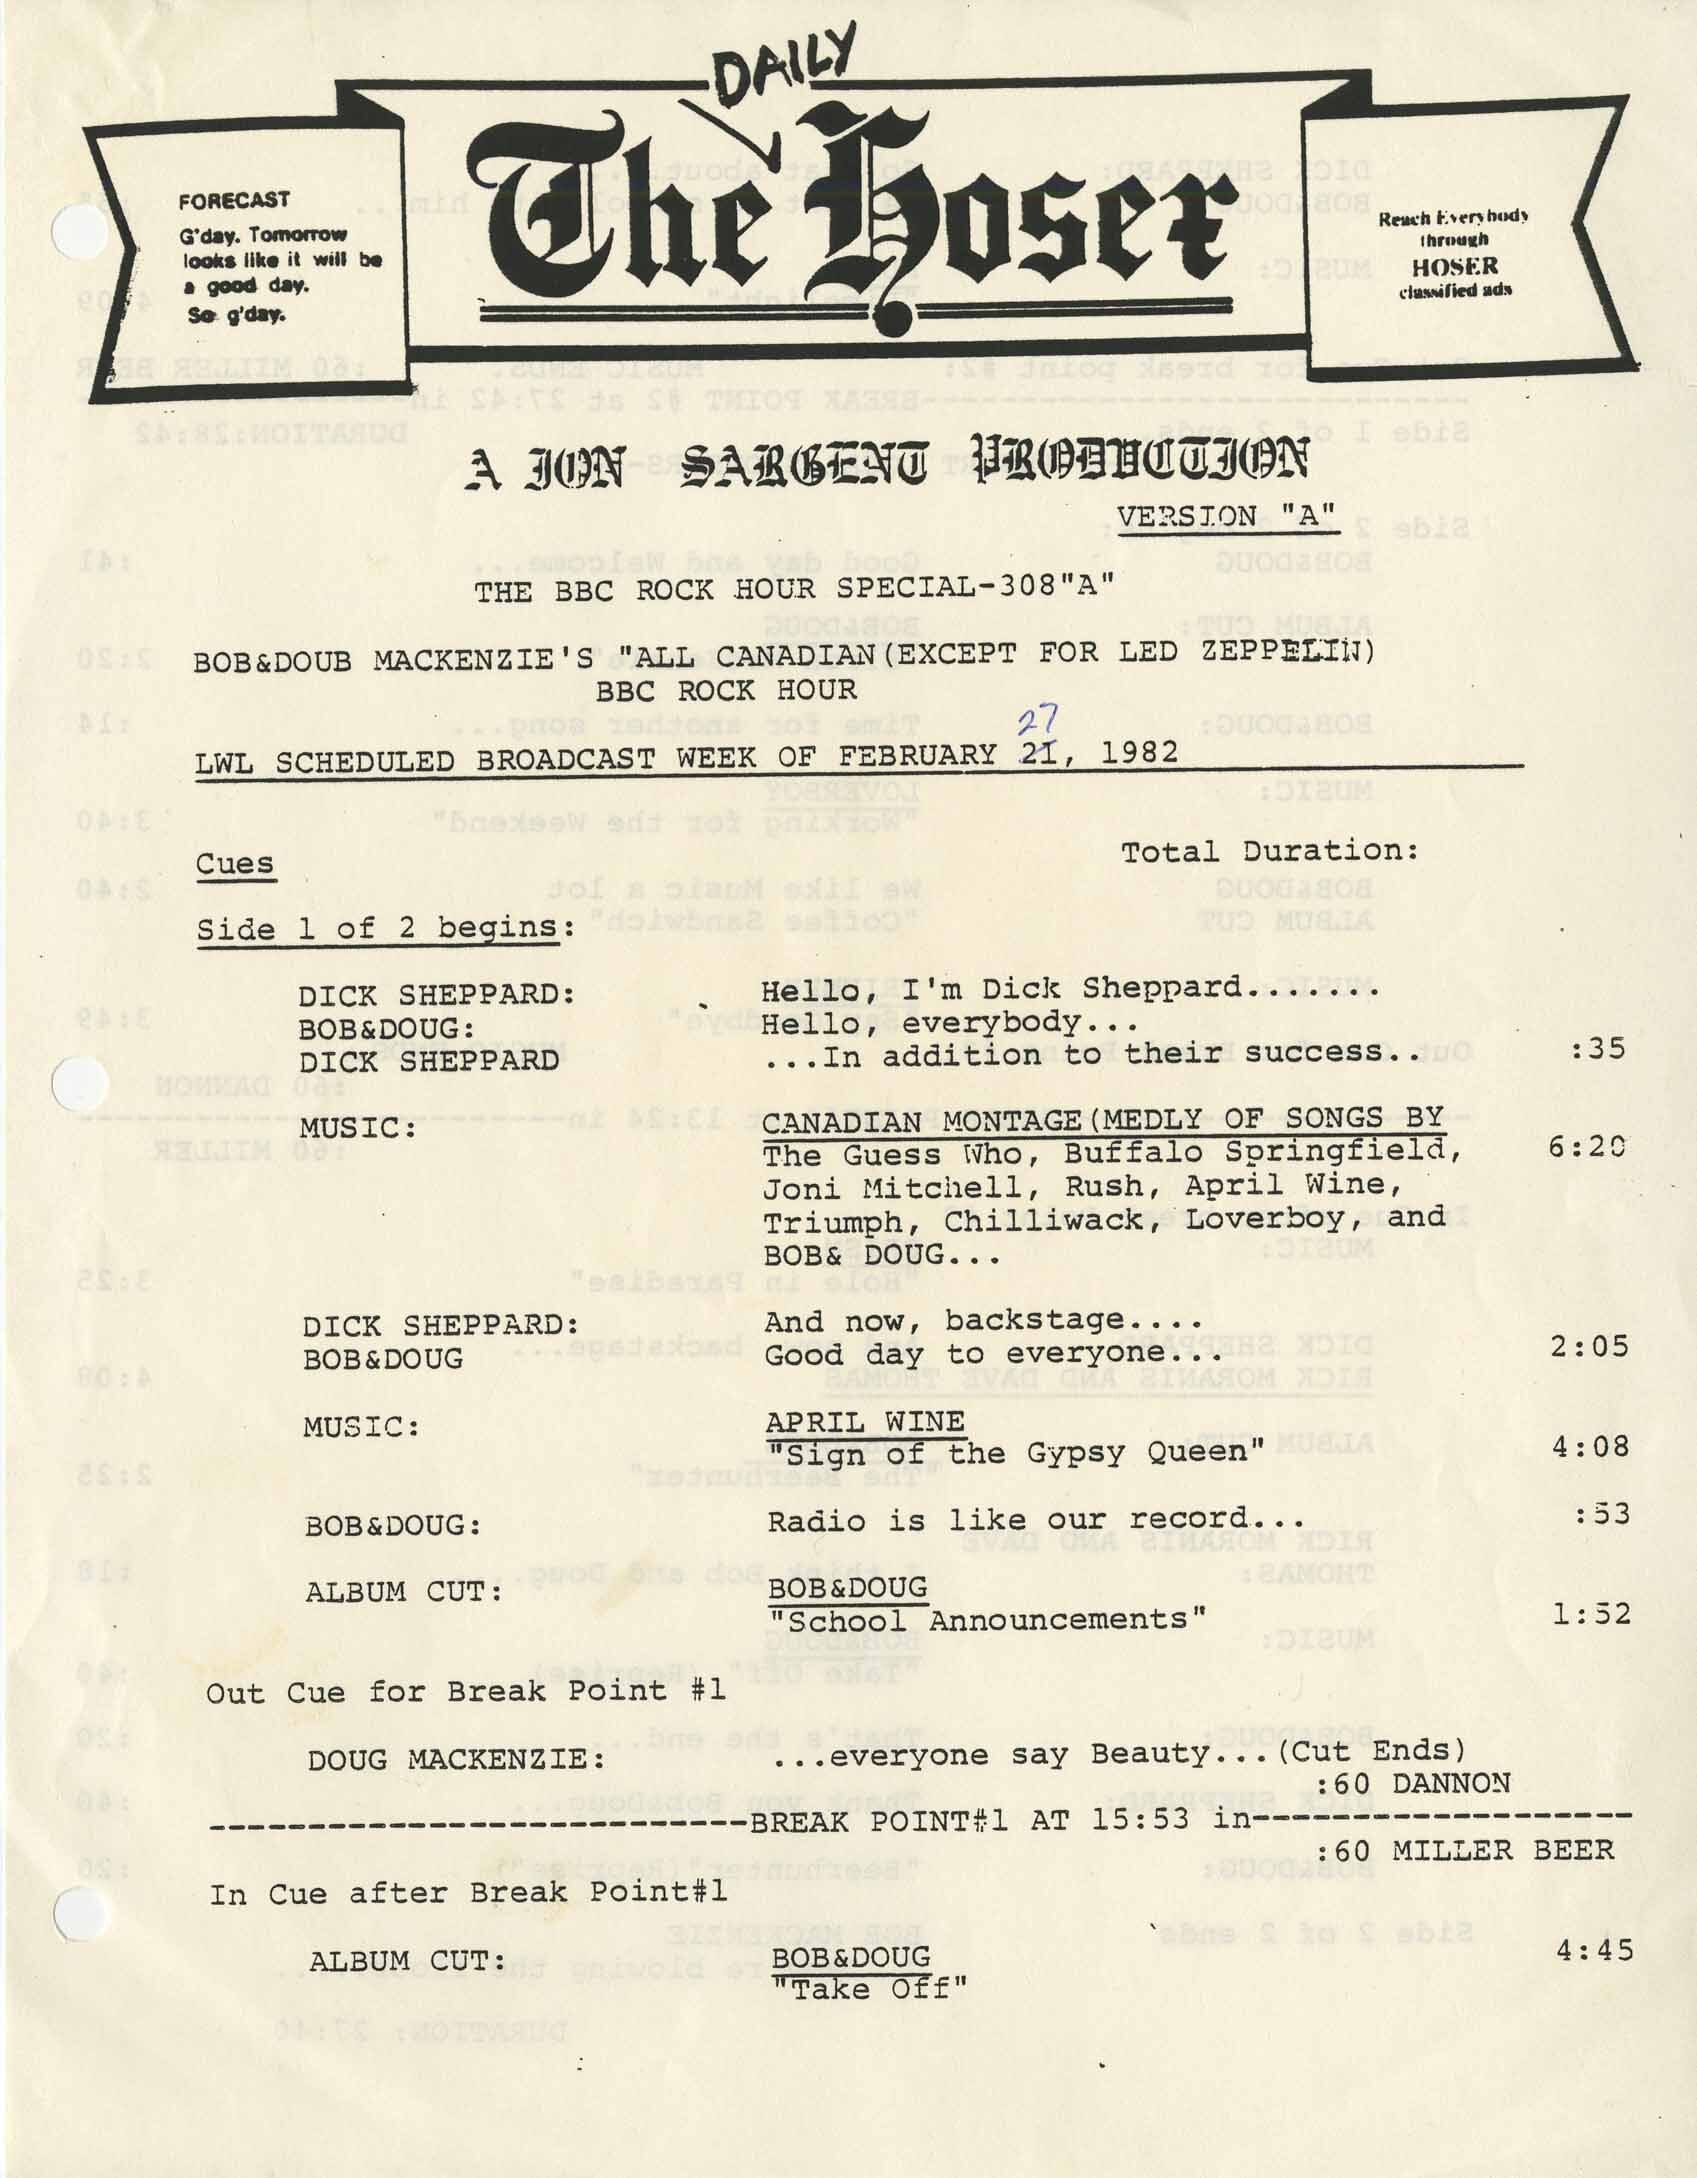 DAILY
The Hoser
FORECAST
G'day. Tomorrow
looks like it will be
a good day.
So g'day.
Reach Everybody
through
HOSER
classified ads
A JON SARGENT PRODUCTION
VERSION "A"
THE BBC ROCK HOUR SPECIAL-308"A"
BOB&DOUB MACKENZIE'S "ALL CANADIAN(EXCEPT FOR LED ZEPPELIN)
BBC ROCK HOUR
27
LWL SCHEDULED BROADCAST WEEK OF FEBRUARY 21, 1982
Cues Total Duration:
Side 1 of 2 begins:
DICK SHEPPARD: Hello, I'm Dick Sheppard.......
BOB&DOUG: Hello, everybody...
DICK SHEPPARD ...In addition to their success.. :35
MUSIC: CANADIAN MONTAGE(MEDLY OF SONGS BY
The Guess Who, Buffalo Springfield, 6:20
Joni Mitchell, Rush, April Wine,
Triumph, Chilliwack, Loverboy, and
BOB& DOUG...
DICK SHEPPARD: And now, backstage....
BOB&DOUG Good day to everyone... 2:05
MUSIC: APRIL WINE
"Sign of the Gypsy Queen" 4:08
BOB&DOUG: Radio is like our record... :53
ALBUM CUT: BOB&DOUG
"School Announcements" 1:52
Out Cue for Break Point #1
DOUG MACKENZIE: ...everyone say Beauty...(Cut Ends)
:60 DANNON
---------------------------BREAK POINT#1 AT 15:53 in-------------------
:60 MILLER BEER
In Cue after Break Point#1
ALBUM CUT: BOB&DOUG 4:45
"Take Off"